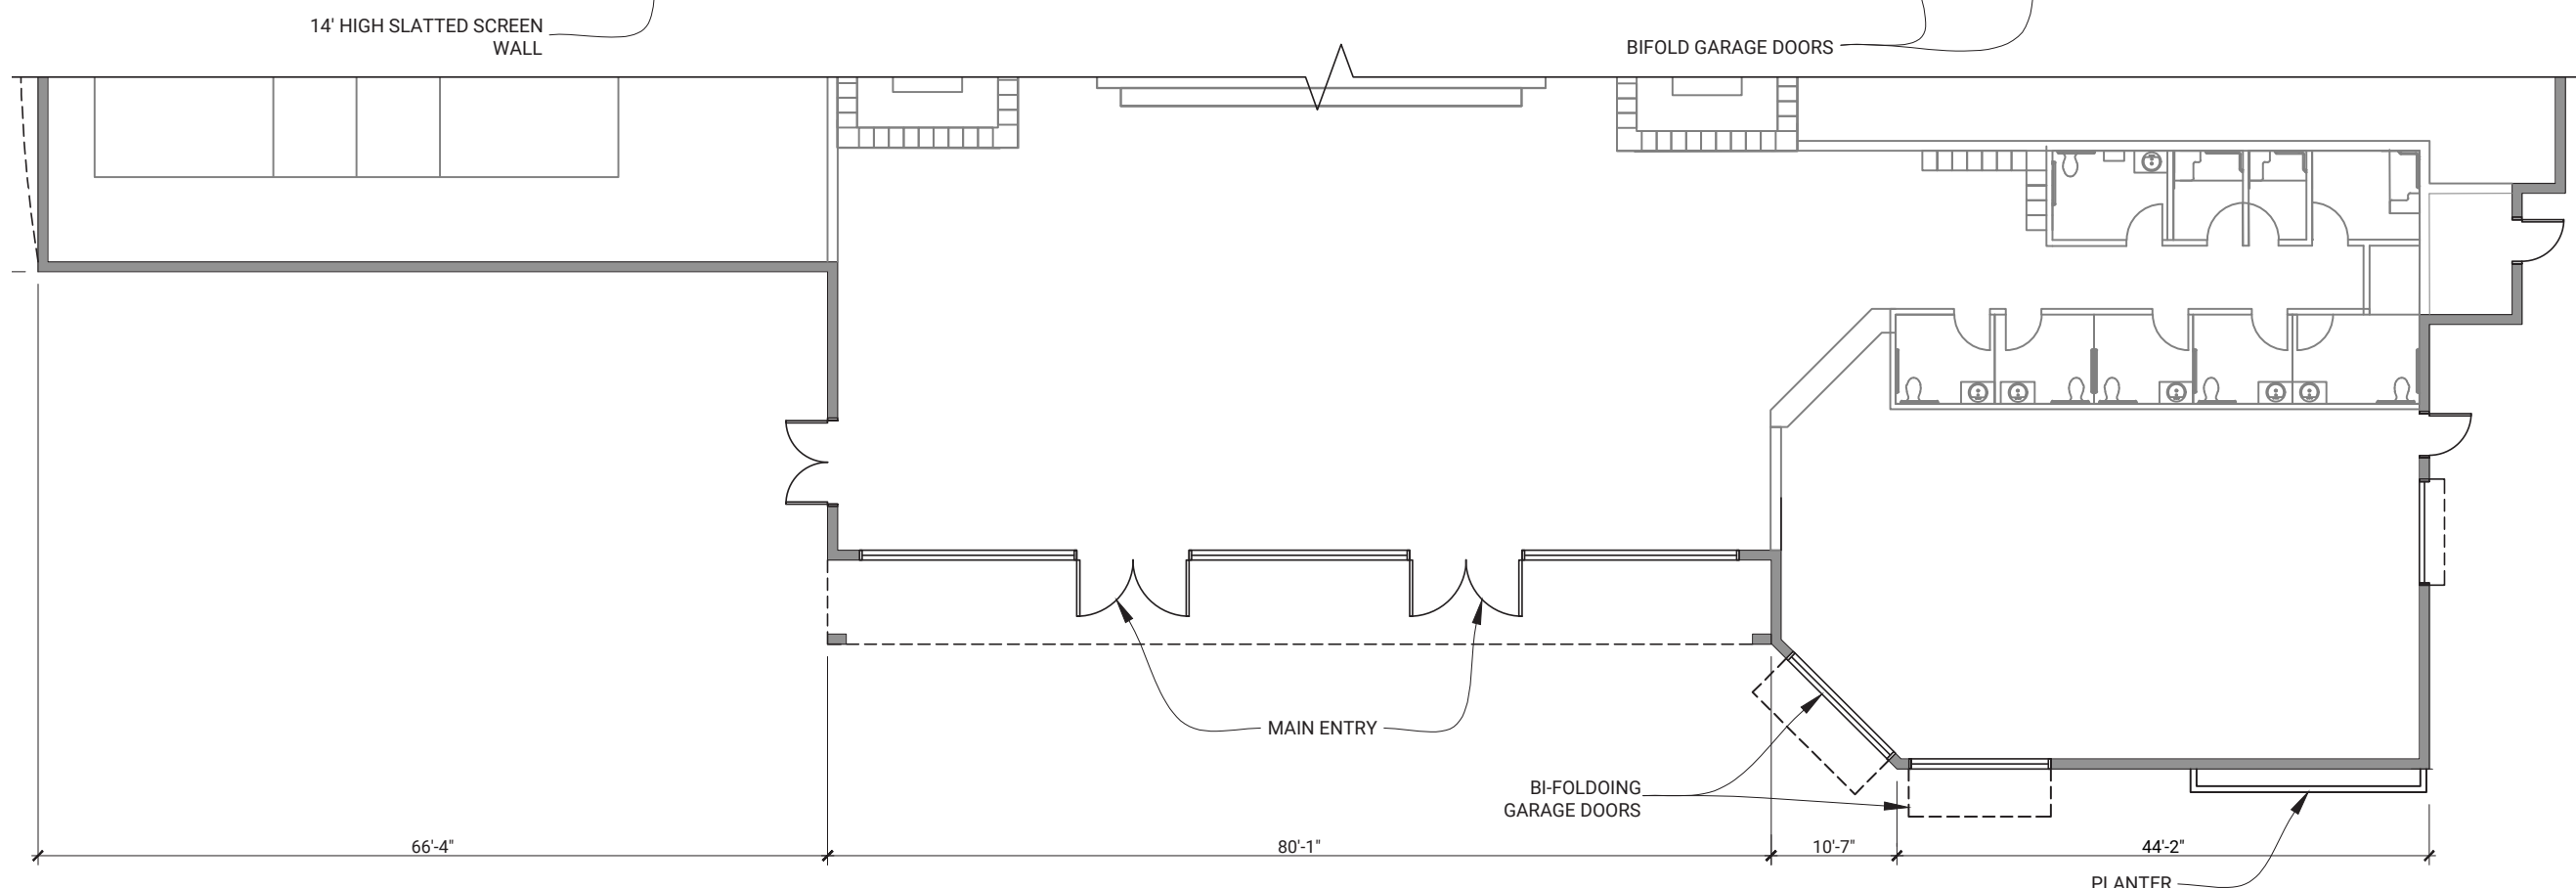 14' HIGH SLATTED SCREEN
WALL
BIFOLD GARAGE DOORS
MAIN ENTRY
BI-FOLDOING
GARAGE DOORS
66'-4"
80'-1"
10'-7"
44'-2"
PLANTER